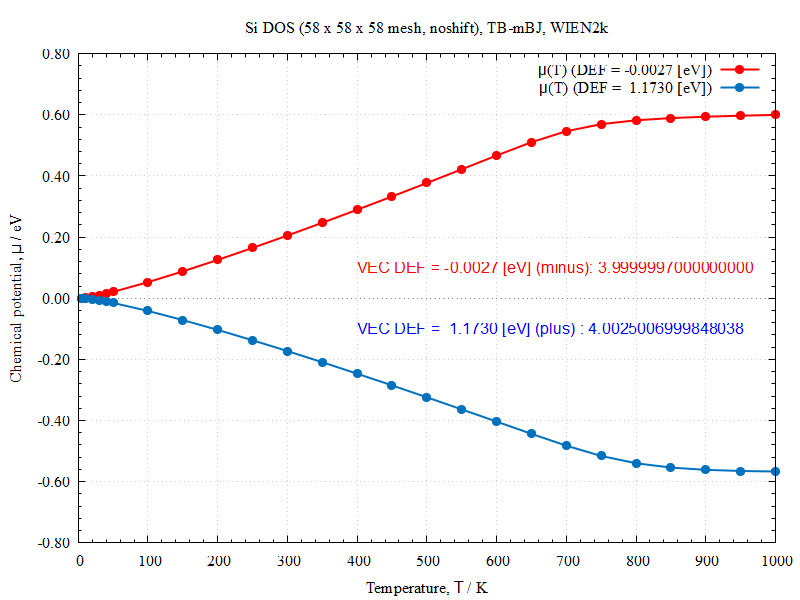 Si DOS (58 x 58 x 58 mesh, noshift), TB-mBJ, WIEN2k
μ(T) (DEF = -0.0027 [eV])
μ(T) (DEF =  1.1730 [eV])
0.80
0.60
0.40
0.20
0.00
-0.20
-0.40
-0.60
-0.80
Chemical potential, μ / eV
VEC DEF = -0.0027 [eV] (minus): 3.9999997000000000
VEC DEF =  1.1730 [eV] (plus) : 4.0025006999848038
0 100 200 300 400 500 600 700 800 900 1000
Temperature, T / K